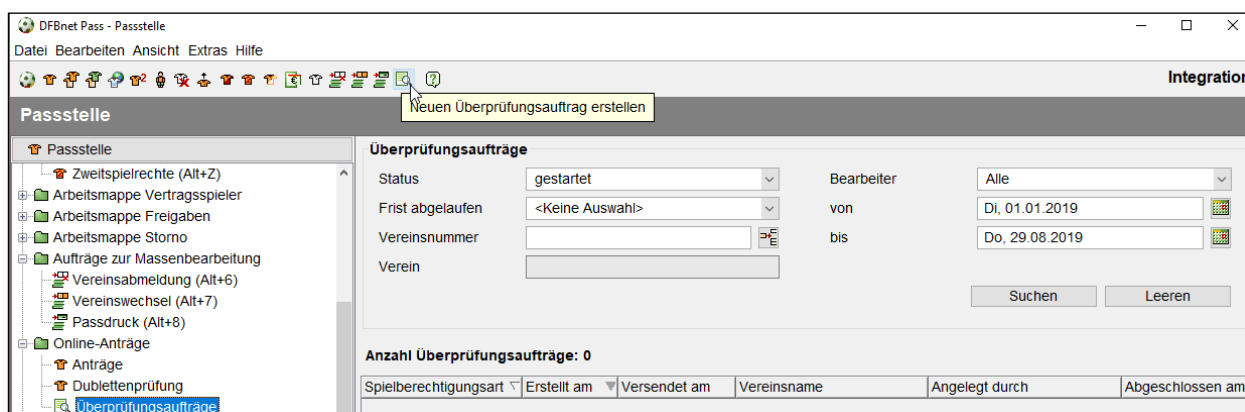 DFBnet Pass - Passstelle
Datei Bearbeiten Ansicht Extras Hilfe
Integration
Neuen Überprüfungsauftrag erstellen
Passstelle
Passstelle
Zweitspielrechte (Alt+Z)
Arbeitsmappe Vertragsspieler
Arbeitsmappe Freigaben
Arbeitsmappe Storno
Aufträge zur Massenbearbeitung
Vereinsabmeldung (Alt+6)
Vereinswechsel (Alt+7)
Passdruck (Alt+8)
Online-Anträge
Anträge
Dublettenprüfung
Überprüfungsaufträge
Überprüfungsaufträge
Status gestartet Bearbeiter Alle
Frist abgelaufen <Keine Auswahl> von Di, 01.01.2019
Vereinsnummer bis Do, 29.08.2019
Verein
Suchen Leeren
Anzahl Überprüfungsaufträge: 0
Spielberechtigungsart Erstellt am Versendet am Vereinsname Angelegt durch Abgeschlossen am